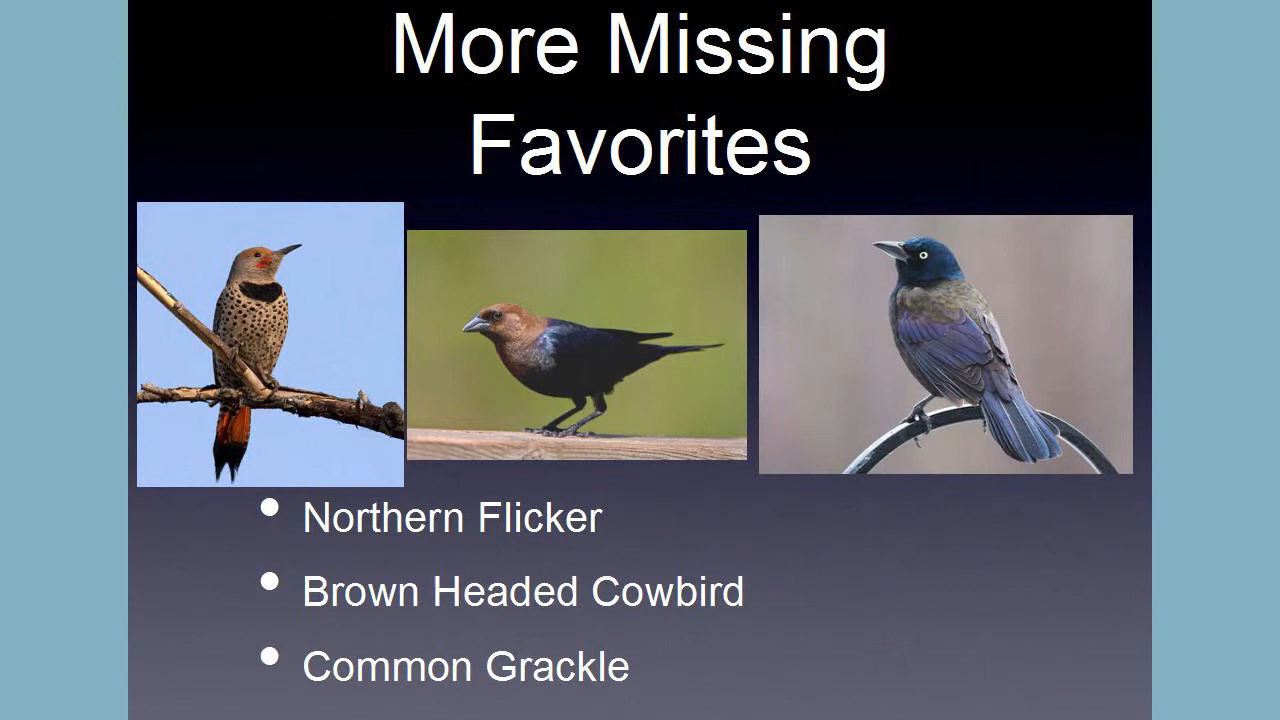 More Missing
Favorites
• Northern Flicker
• Brown Headed Cowbird
• Common Grackle